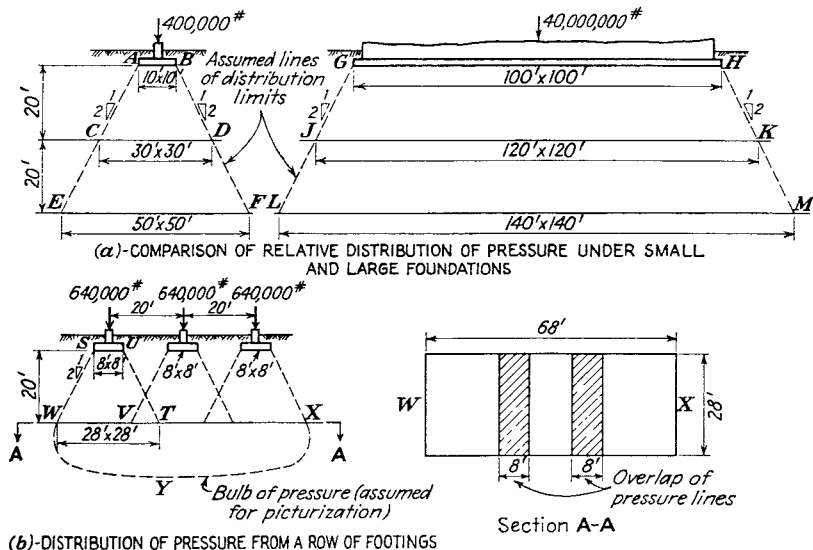 400,000#
40,000,000#
A B
10'x10'
Assumed lines
of distribution
limits
G H
100'x100'
20'
1
2
1
2
1
2
1
2
C D
30'x30'
J K
120'x120'
20'
E F
50'x50'
L M
140'x140'
(a)-COMPARISON OF RELATIVE DISTRIBUTION OF PRESSURE UNDER SMALL
AND LARGE FOUNDATIONS
640,000# 640,000# 640,000#
20' 20'
S U
8'x8' 8'x8' 8'x8'
1
2
20'
W V T X
28'x28'
A A
Y
Bulb of pressure (assumed
for picturization)
(b)-DISTRIBUTION OF PRESSURE FROM A ROW OF FOOTINGS
68'
W X
28'
8' 8'
Overlap of
pressure lines
Section A-A